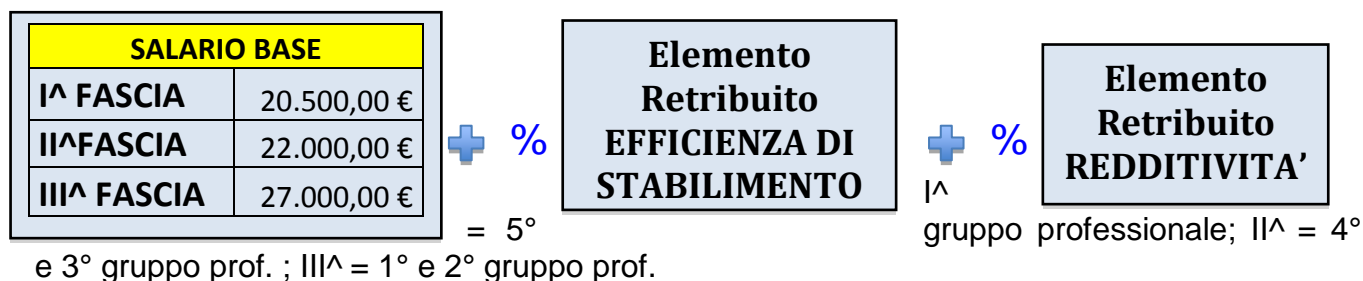 SALARIO BASE
I^ FASCIA 20.500,00 €
II^FASCIA 22.000,00 €
III^ FASCIA 27.000,00 €
%
Elemento
Retribuito
EFFICIENZA DI
STABILIMENTO
%
Elemento
Retribuito
REDDITIVITA’
I^
= 5° gruppo professionale; II^ = 4°
e 3° gruppo prof. ; III^ = 1° e 2° gruppo prof.